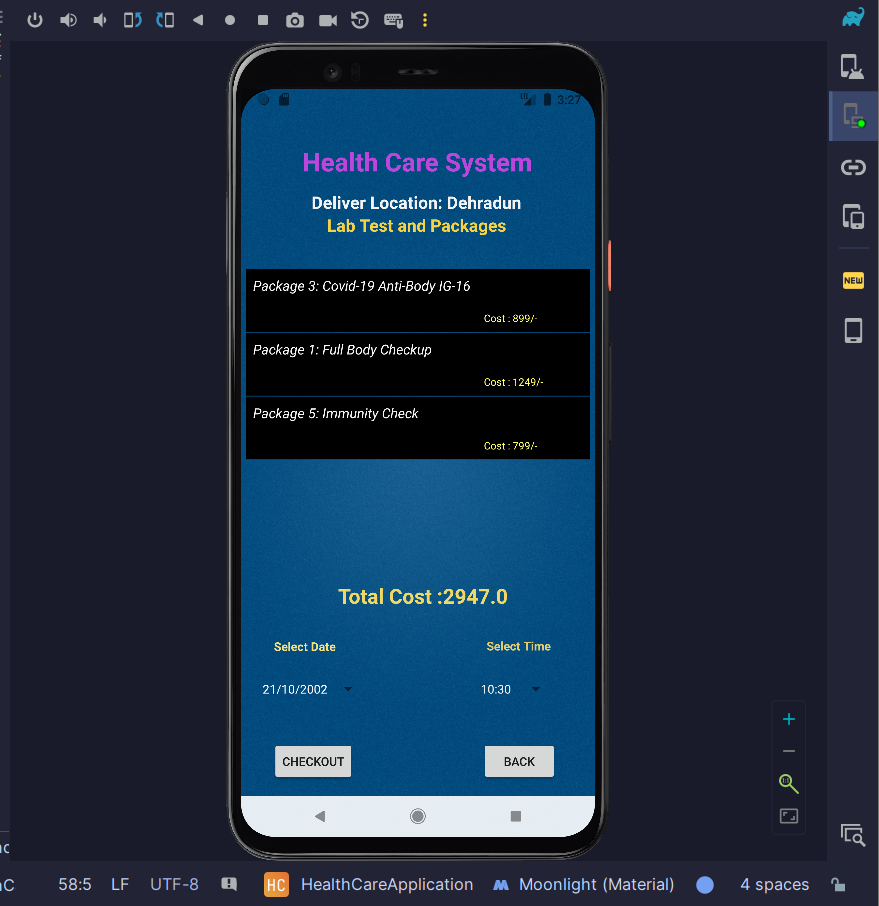 3:27
Health Care System
Deliver Location: Dehradun
Lab Test and Packages
NEW
Package 3: Covid-19 Anti-Body IG-16
Cost : 899/-
Package 1: Full Body Checkup
Cost : 1249/-
Package 5: Immunity Check
Cost : 799/-
Total Cost :2947.0
Select Date
Select Time
21/10/2002
10:30
CHECKOUT
BACK
1:1
58:5 LF UTF-8 HC HealthCareApplication Moonlight (Material) 4 spaces